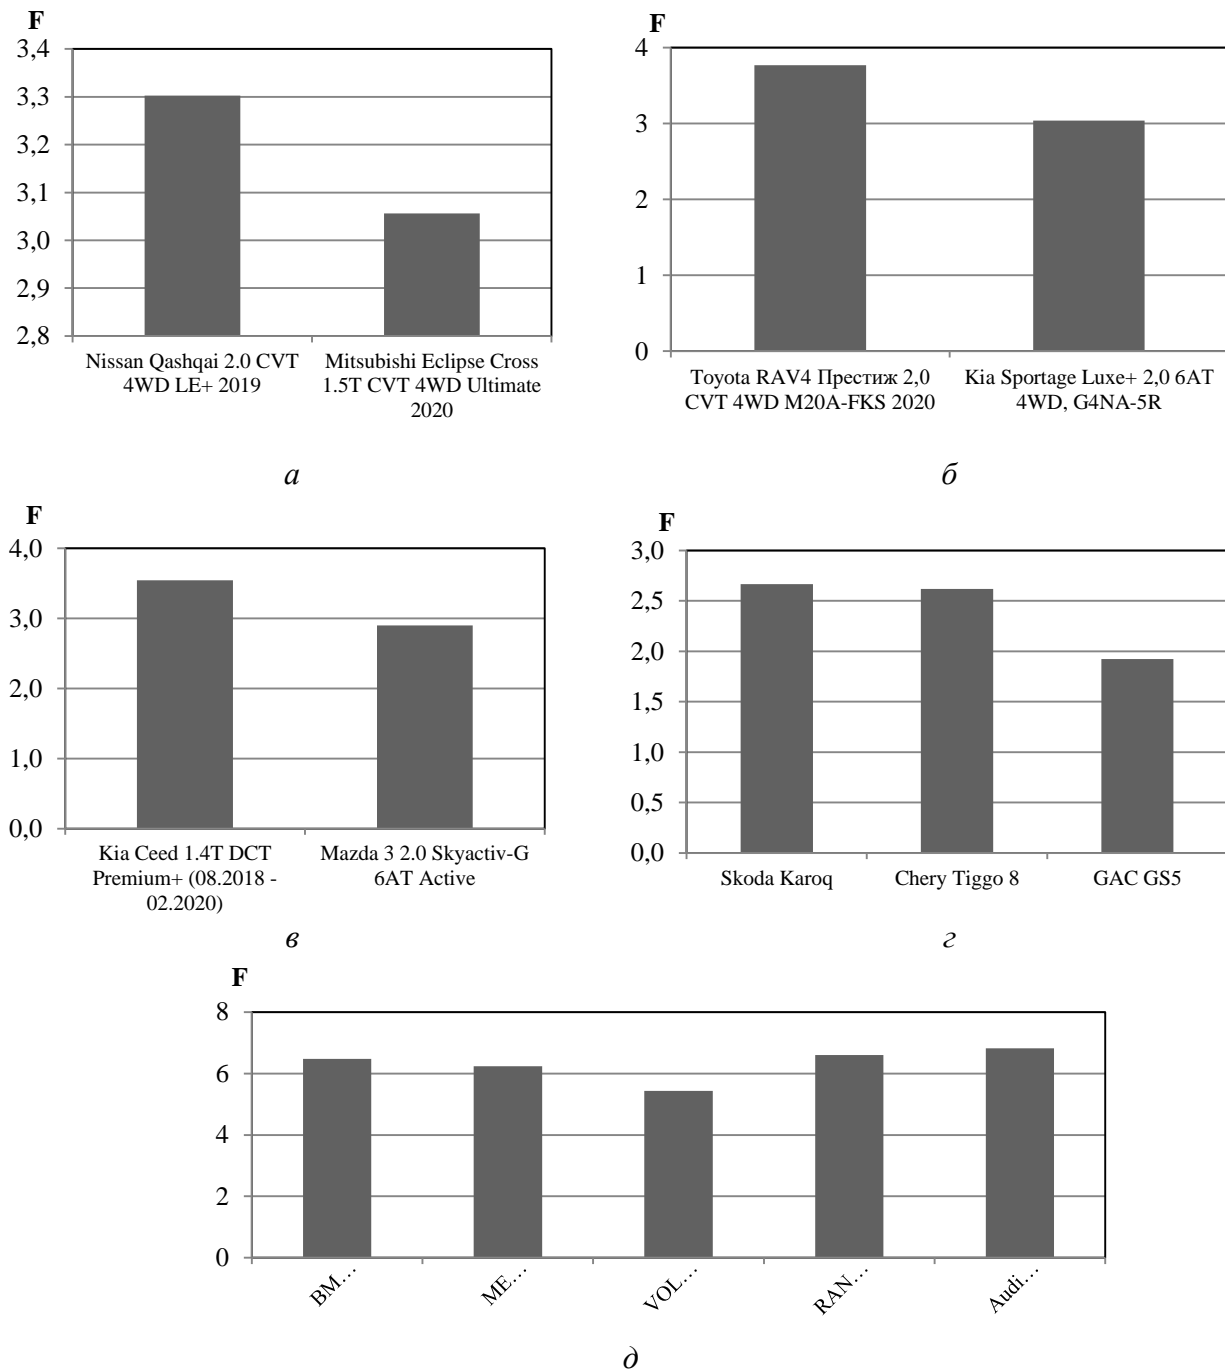 F
3,4
3,3
3,2
3,1
3,0
2,9
2,8
Nissan Qashqai 2.0 CVT
4WD LE+ 2019
Mitsubishi Eclipse Cross
1.5T CVT 4WD Ultimate
2020
а
F
4
3
2
1
0
Toyota RAV4 Престиж 2,0
CVT 4WD M20A-FKS 2020
Kia Sportage Luxe+ 2,0 6AT
4WD, G4NA-5R
б
F
4,0
3,0
2,0
1,0
0,0
Kia Ceed 1.4T DCT
Premium+ (08.2018 -
02.2020)
Mazda 3 2.0 Skyactiv-G
6AT Active
в
F
3,0
2,5
2,0
1,5
1,0
0,5
0,0
Skoda Karoq
Chery Tiggo 8
GAC GS5
г
F
8
6
4
2
0
BM…
ME…
VOL…
RAN…
Audi…
д